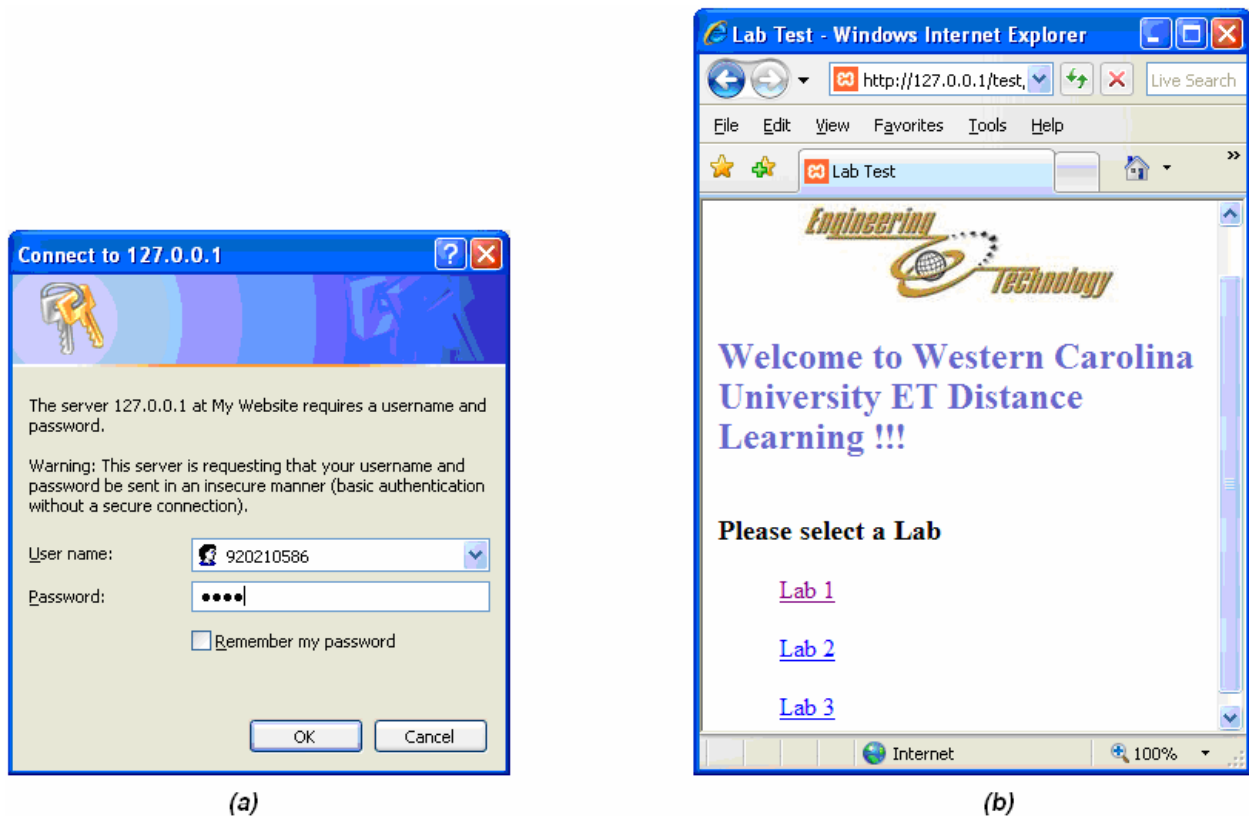 Connect to 127.0.0.1
The server 127.0.0.1 at My Website requires a username and
password.
Warning: This server is requesting that your username and
password be sent in an insecure manner (basic authentication
without a secure connection).
User name:
920210586
Password:
Remember my password
OK
Cancel
(a)
Lab Test - Windows Internet Explorer
http://127.0.0.1/test,
Live Search
File Edit View Favorites Tools Help
Lab Test
»
Engineering
Technology
Welcome to Western Carolina
University ET Distance
Learning !!!
Please select a Lab
Lab 1
Lab 2
Lab 3
Internet
100%
(b)